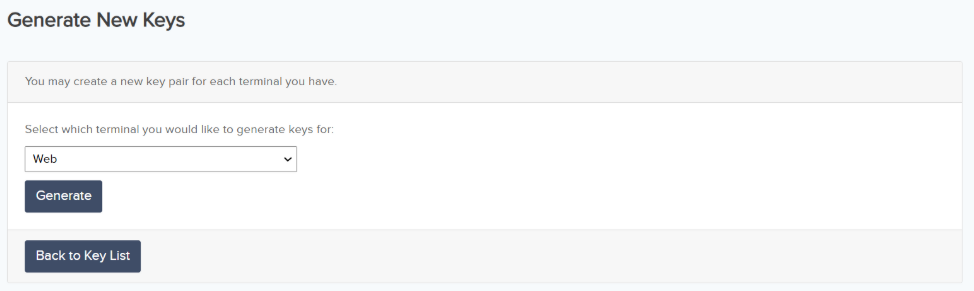 Generate New Keys
You may create a new key pair for each terminal you have.
Select which terminal you would like to generate keys for:
Web
Generate
Back to Key List